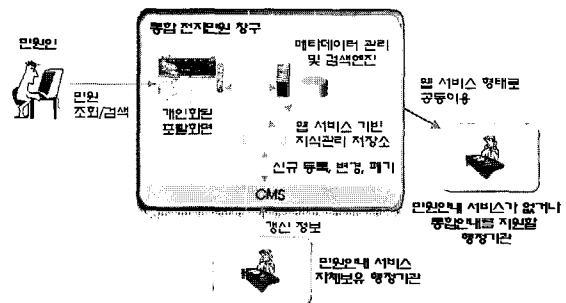 민원인
통합 전자민원 창구
메타데이터 관리
및 검색엔진
민원
조회/검색
개인화된
포탈화면
웹 서비스 기반
지식관리 저장소
신규 등록, 변경, 폐기
CMS
웹 서비스 형태로
공동이용
갱신 정보
민원안내 서비스가 없거나
통합안내를 지원할
행정기관
민원안내 서비스
자체보유 행정기관